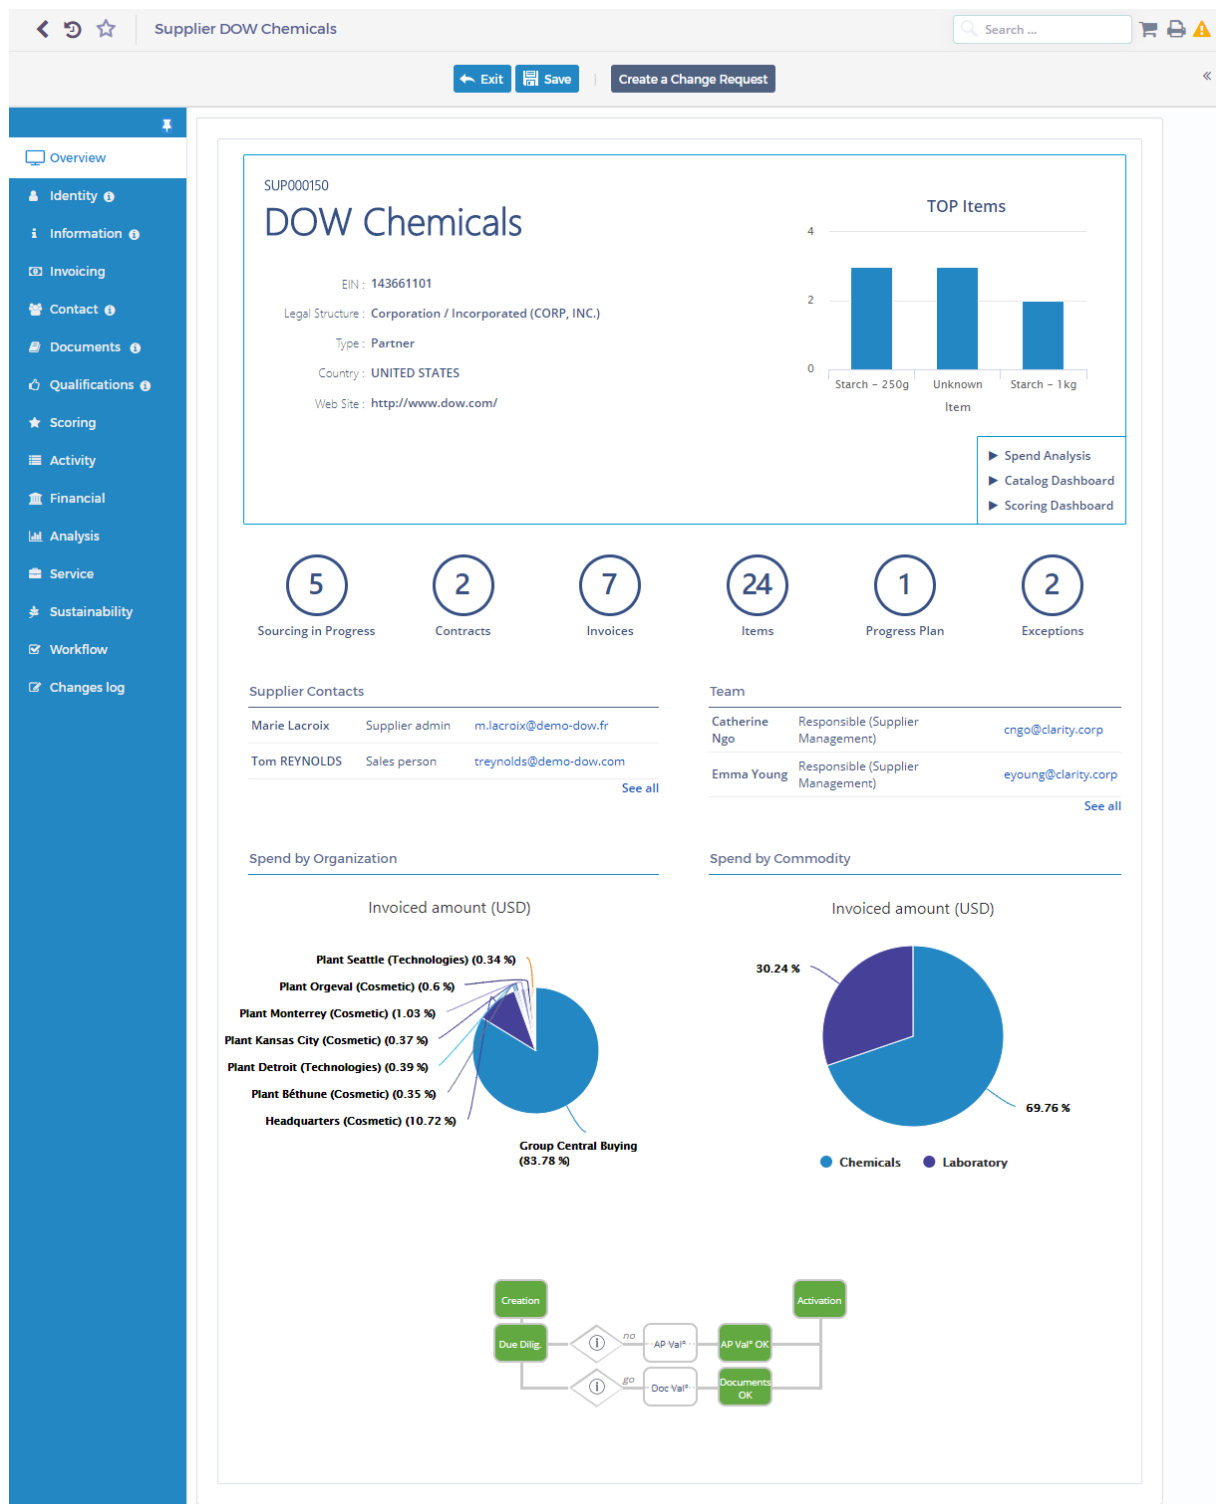 Supplier DOW Chemicals
Search ...
Exit
Save
Create a Change Request
Overview
Identity
Information
Invoicing
Contact
Documents
Qualifications
Scoring
Activity
Financial
Analysis
Service
Sustainability
Workflow
Changes log
SUP000150
DOW Chemicals
EIN : 143661101
Legal Structure : Corporation / Incorporated (CORP, INC.)
Type : Partner
Country : UNITED STATES
Web Site : http://www.dow.com/
TOP Items
4
2
0
Starch - 250g
Unknown
Starch - 1kg
Item
Spend Analysis
Catalog Dashboard
Scoring Dashboard
5
Sourcing in Progress
2
Contracts
7
Invoices
24
Items
1
Progress Plan
2
Exceptions
Supplier Contacts
Marie Lacroix Supplier admin m.lacroix@demo-dow.fr
Tom REYNOLDS Sales person treynolds@demo-dow.com
See all
Team
Catherine Ngo Responsible (Supplier Management) cngo@clarity.corp
Emma Young Responsible (Supplier Management) eyoung@clarity.corp
See all
Spend by Organization
Invoiced amount (USD)
Plant Seattle (Technologies) (0.34 %)
Plant Orgeval (Cosmetic) (0.6 %)
Plant Monterrey (Cosmetic) (1.03 %)
Plant Kansas City (Cosmetic) (0.37 %)
Plant Detroit (Technologies) (0.39 %)
Plant Béthune (Cosmetic) (0.35 %)
Headquarters (Cosmetic) (10.72 %)
Group Central Buying
(83.78 %)
Spend by Commodity
Invoiced amount (USD)
30.24 %
69.76 %
Chemicals
Laboratory
Creation
Activation
Due Dilig.
no
AP Val°
AP Val° OK
go
Doc Val°
Documents
OK